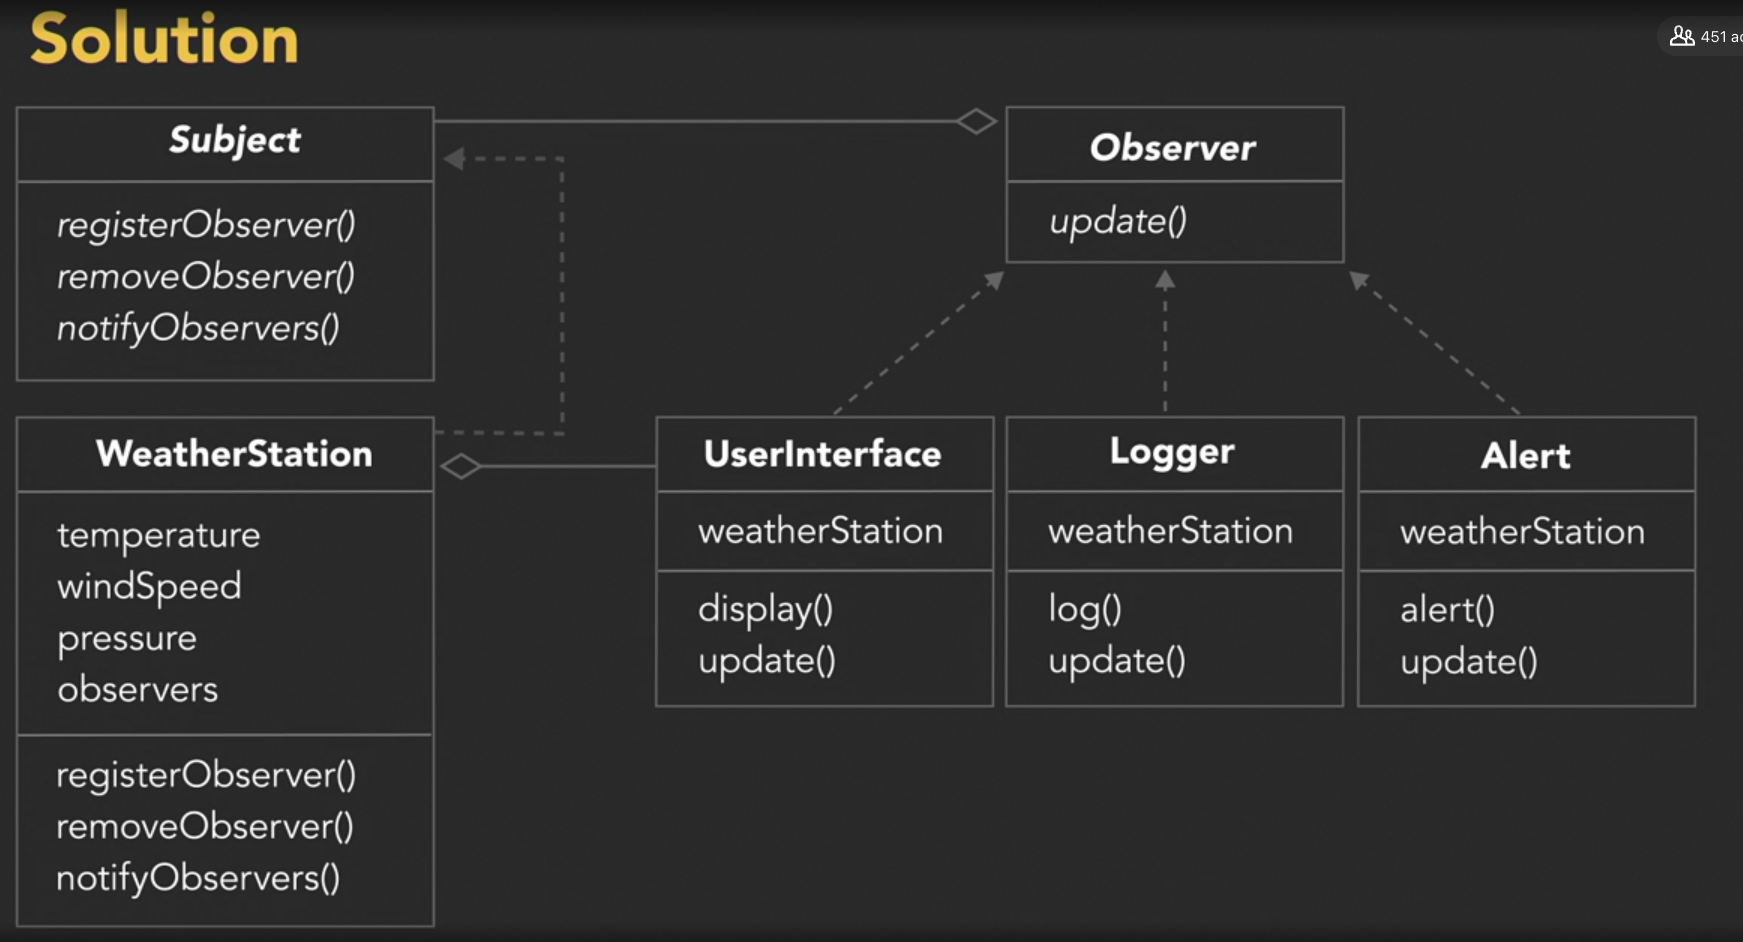 Solution
451
Subject
registerObserver()
removeObserver()
notifyObservers()
Observer
update()
WeatherStation
temperature
windSpeed
pressure
observers
registerObserver()
removeObserver()
notifyObservers()
UserInterface
weatherStation
display()
update()
Logger
weatherStation
log()
update()
Alert
weatherStation
alert()
update()